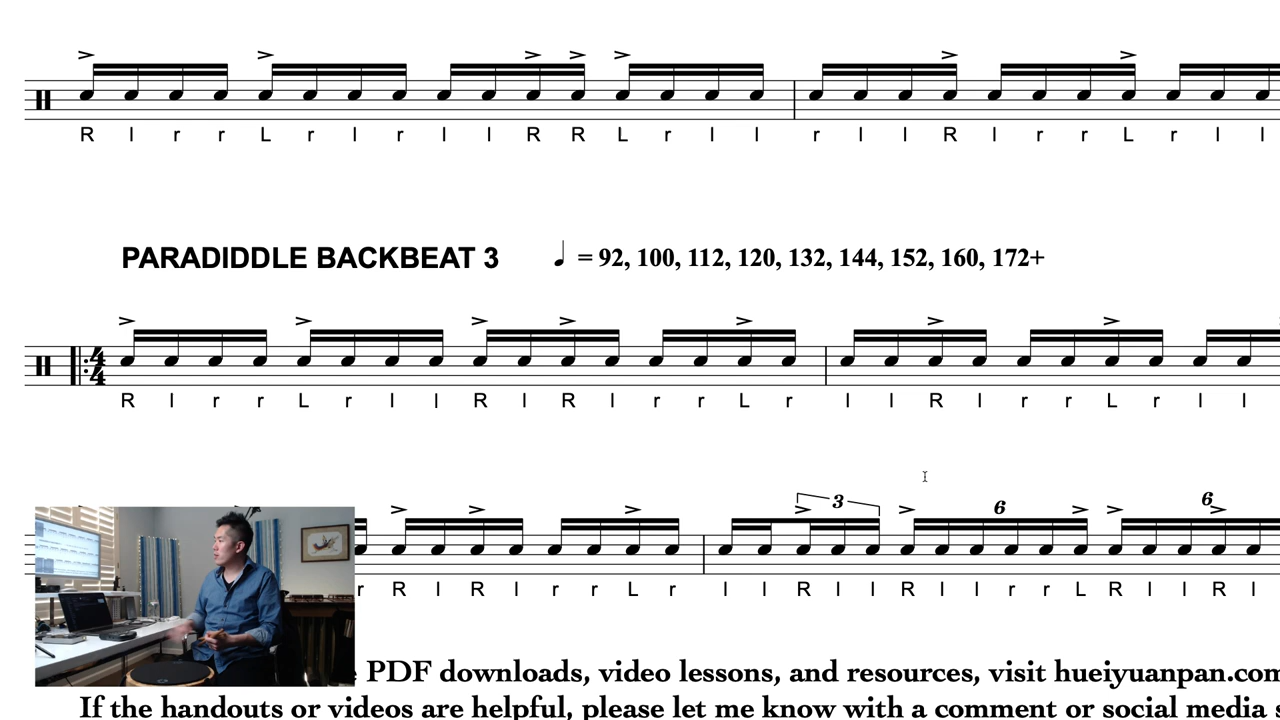 R l r r L r l r l l R R L r l l r l l R l r r L r l l
PARADIDDLE BACKBEAT 3 ♩ = 92, 100, 112, 120, 132, 144, 152, 160, 172+
4/4
R l r r L r l l R l R l r r L r l l R l r r L r l l
3 6 6
r R l R l r r L r l l R l l R l l r r L R l l R l
PDF downloads, video lessons, and resources, visit hueiyuanpan.com
If the handouts or videos are helpful, please let me know with a comment or social media